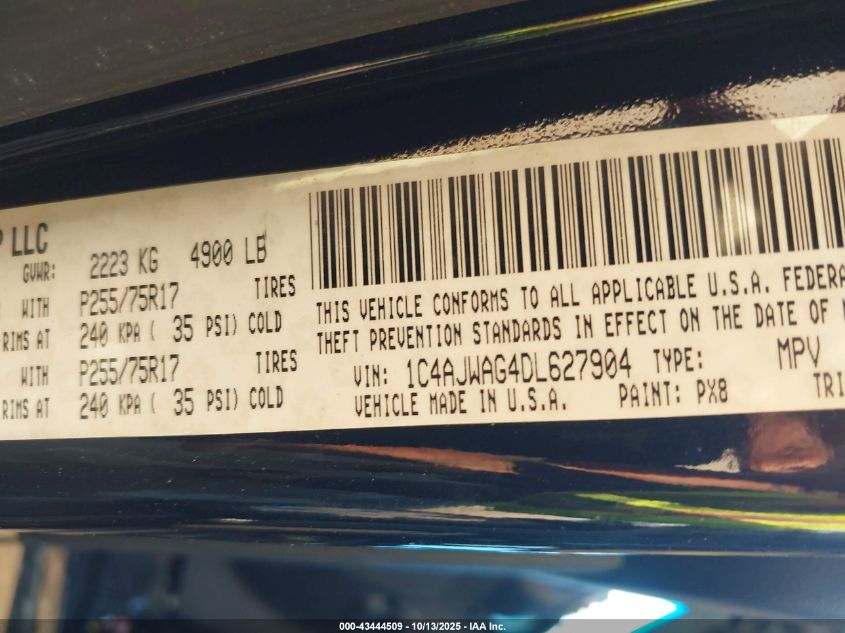 P LLC
GVWR: 2223 KG 4900 LB
WITH P255/75R17 TIRES
RIMS AT 240 KPA ( 35 PSI) COLD
WITH P255/75R17 TIRES
RIMS AT 240 KPA ( 35 PSI) COLD
THIS VEHICLE CONFORMS TO ALL APPLICABLE U.S.A. FEDERA
THEFT PREVENTION STANDARDS IN EFFECT ON THE DATE OF
VIN: 1C4AJWAG4DL627904 TYPE: MPV
VEHICLE MADE IN U.S.A. PAINT: PX8 TRI
000-43444509 - 10/13/2025 - IAA Inc.